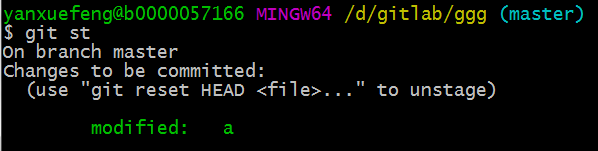 yanxuefeng@b0000057166 MINGW64 /d/gitlab/ggg (master)
$ git st
On branch master
Changes to be committed:
  (use "git reset HEAD <file>..." to unstage)
        modified:   a